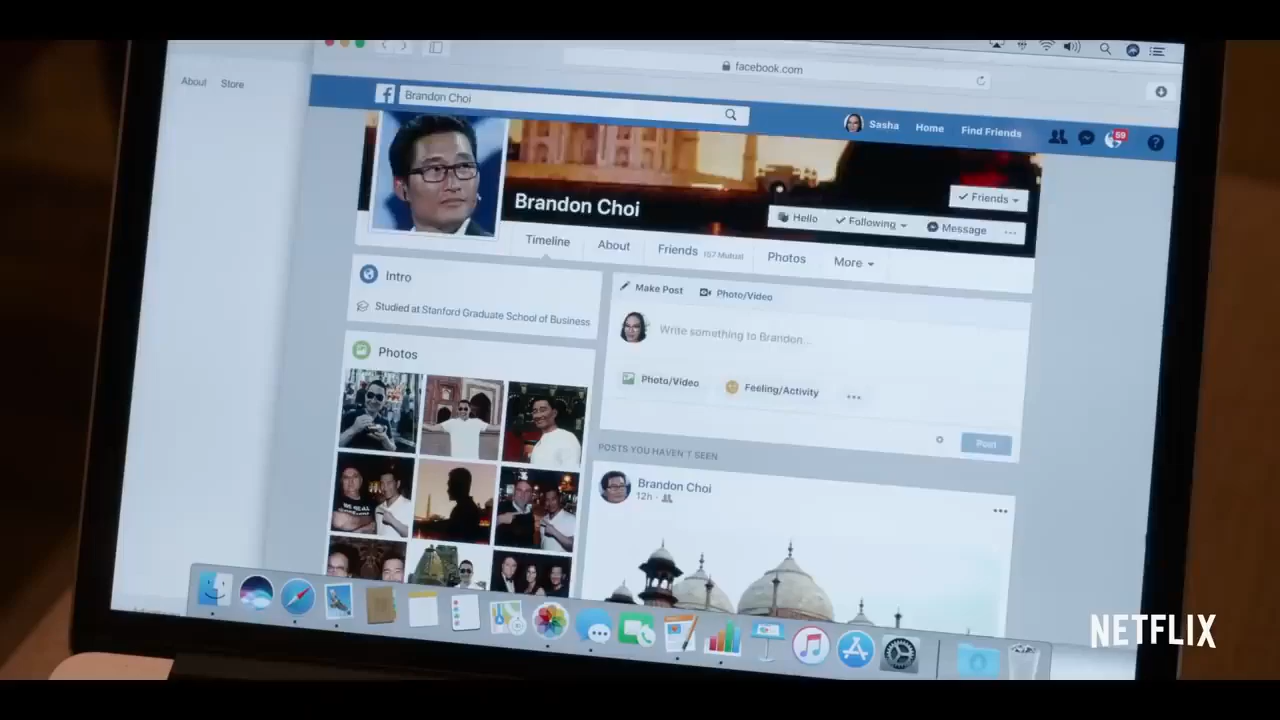 About Store
facebook.com
Brandon Choi
Sasha Home Find Friends 59
Brandon Choi
Friends
Hello Following Message
Timeline About Friends 157 Mutual Photos More
Intro
Studied at Stanford Graduate School of Business
Photos
Make Post Photo/Video
Write something to Brandon...
Photo/Video Feeling/Activity
Post
POSTS YOU HAVEN'T SEEN
Brandon Choi
12h
NETFLIX